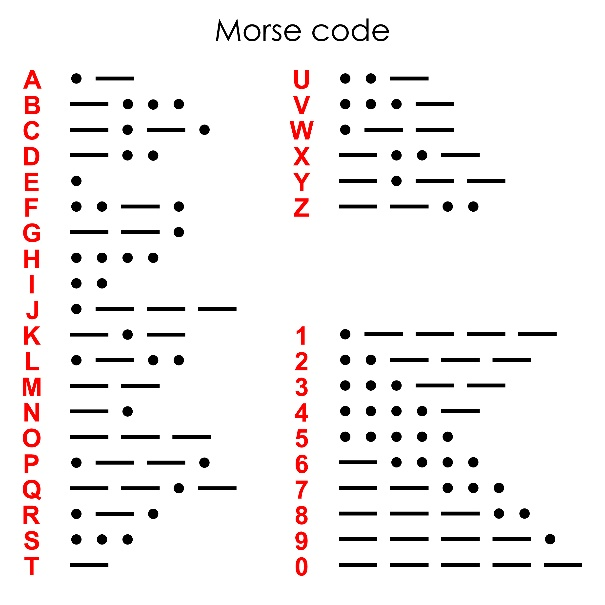 Morse code
A • —
B — • • •
C — • — •
D — • •
E •
F • • — •
G — — •
H • • • •
I • •
J • — — —
K — • —
L • — • •
M — —
N — •
O — — —
P • — — •
Q — — • —
R • — •
S • • •
T —
U • • —
V • • • —
W • — —
X — • • —
Y — • — —
Z — — • •
1 • — — — —
2 • • — — —
3 • • • — —
4 • • • • —
5 • • • • •
6 — • • • •
7 — — • • •
8 — — — • •
9 — — — — •
0 — — — — —